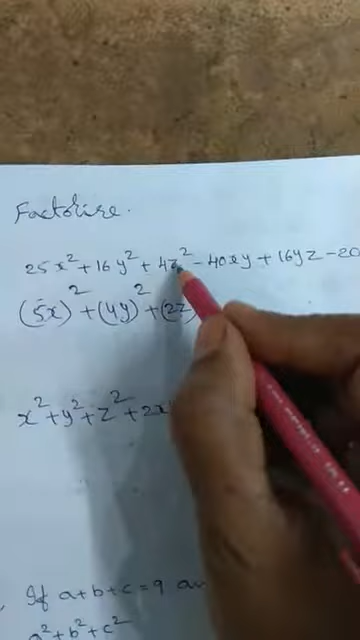 Factorise.
25x² + 16y² + 4z² - 40xy + 16yz - 20
(5x)² + (4y)² + (2z)
x² + y² + z² + 2x
If a+b+c = 9 an
a² + b² + c²